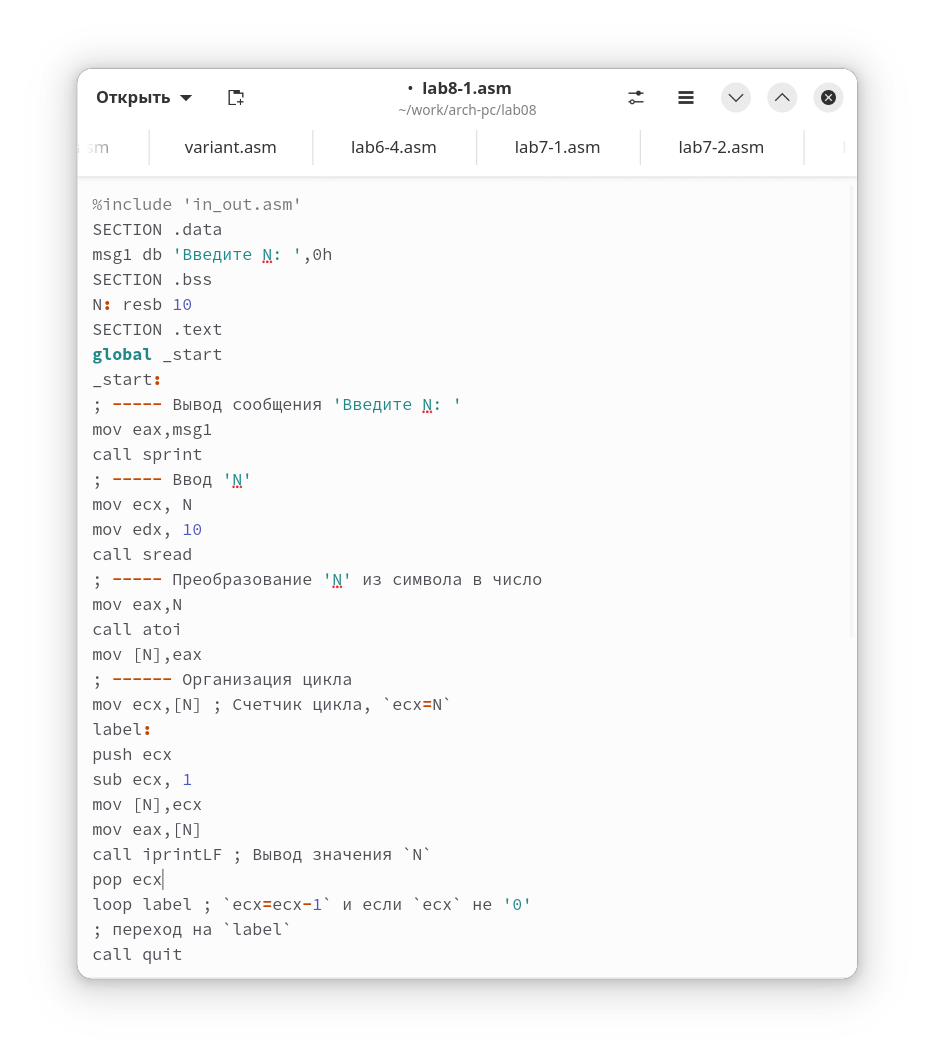 Открыть
• lab8-1.asm
~/work/arch-pc/lab08
variant.asm lab6-4.asm lab7-1.asm lab7-2.asm
%include 'in_out.asm'
SECTION .data
msg1 db 'Введите N: ',0h
SECTION .bss
N: resb 10
SECTION .text
global _start
_start:
; ----- Вывод сообщения 'Введите N: '
mov eax,msg1
call sprint
; ----- Ввод 'N'
mov ecx, N
mov edx, 10
call sread
; ----- Преобразование 'N' из символа в число
mov eax,N
call atoi
mov [N],eax
; ------ Организация цикла
mov ecx,[N] ; Счетчик цикла, `ecx=N`
label:
push ecx
sub ecx, 1
mov [N],ecx
mov eax,[N]
call iprintLF ; Вывод значения `N`
pop ecx
loop label ; `ecx=ecx-1` и если `ecx` не '0'
; переход на `label`
call quit